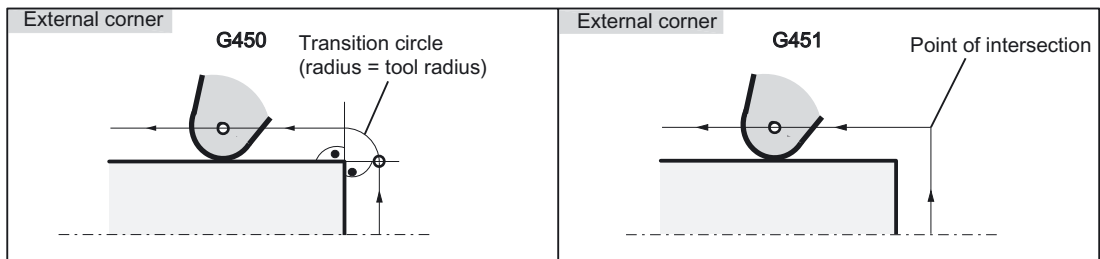 External corner
G450
Transition circle
(radius = tool radius)
External corner
G451
Point of intersection